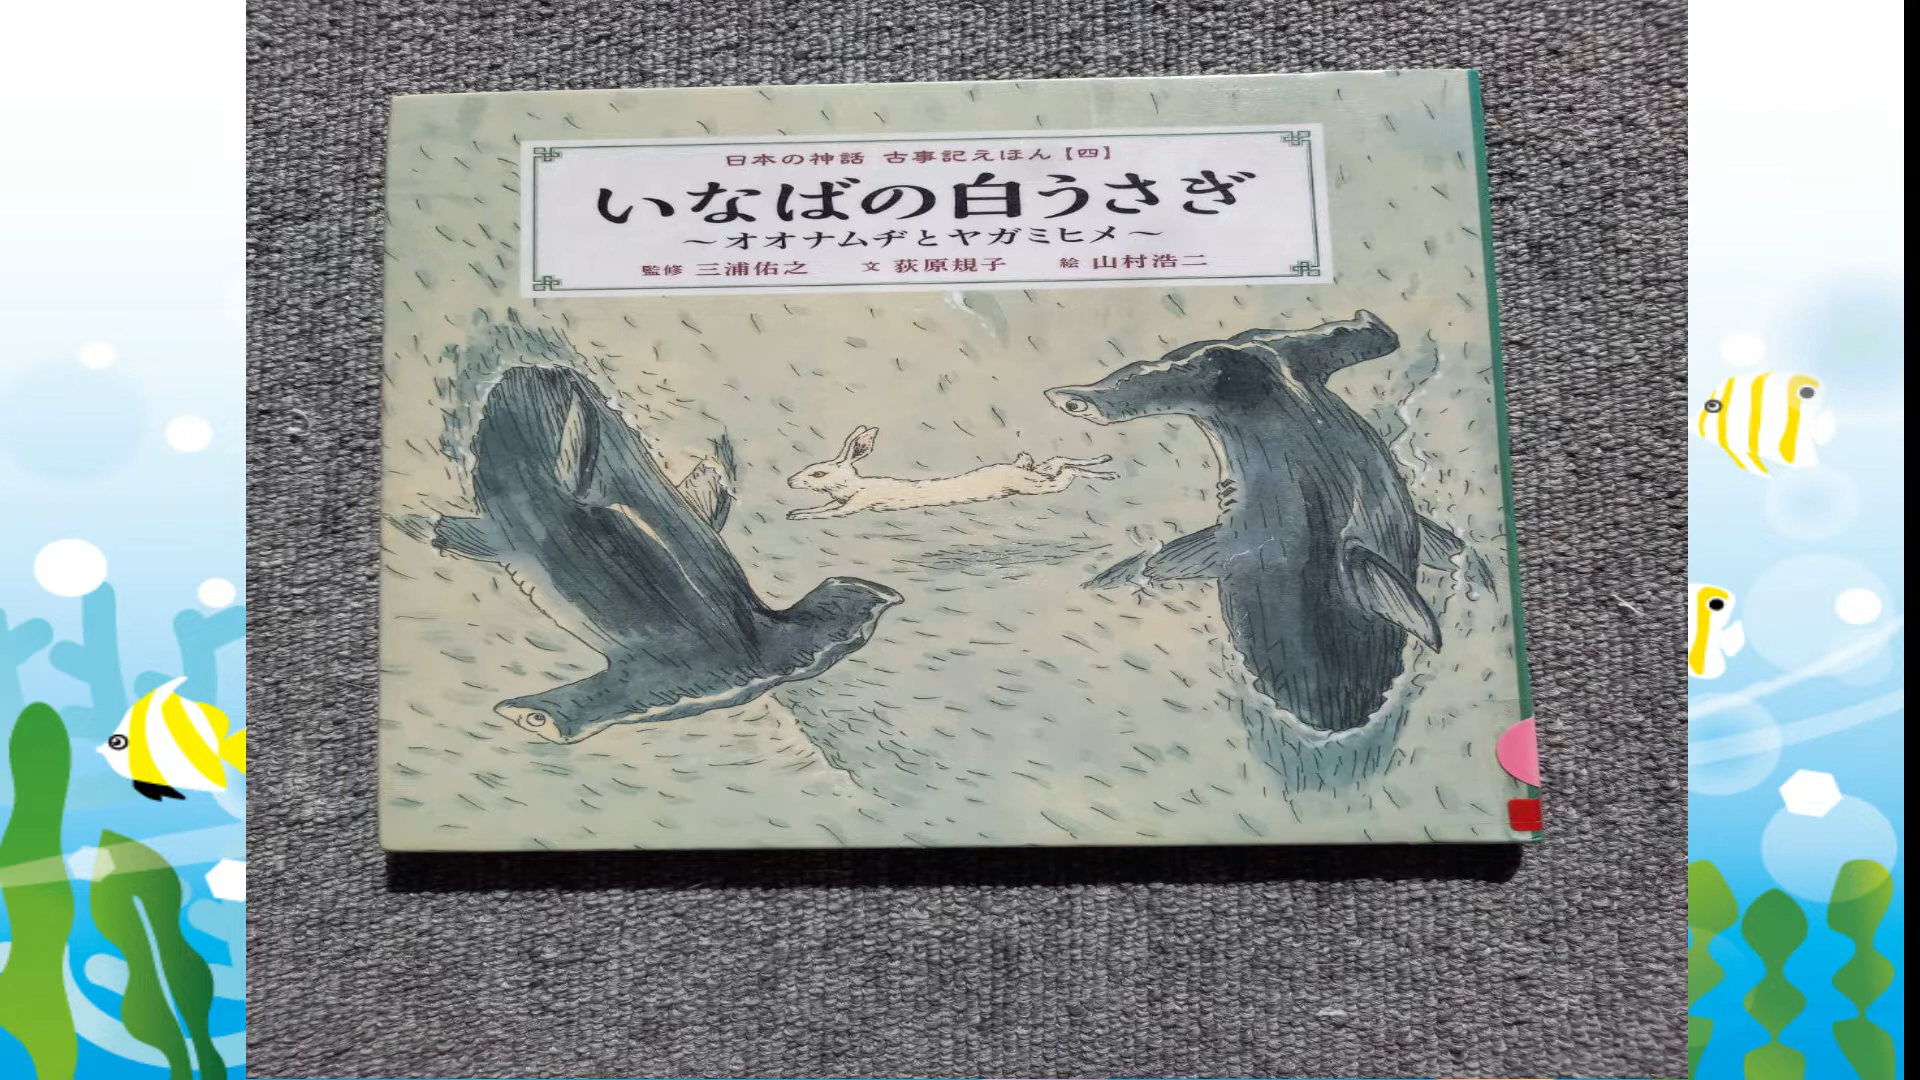 日本の神話 古事記えほん【四】
いなばの白うさぎ
～オオナムヂとヤガミヒメ～
監修 三浦佑之 文 荻原規子 絵 山村浩二